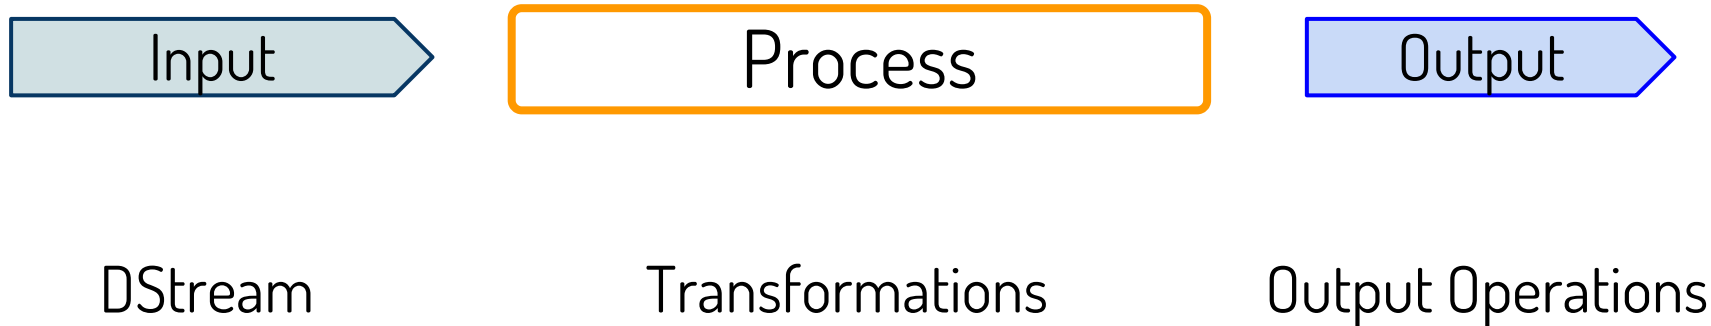 Input
Process
Output
DStream
Transformations
Output Operations